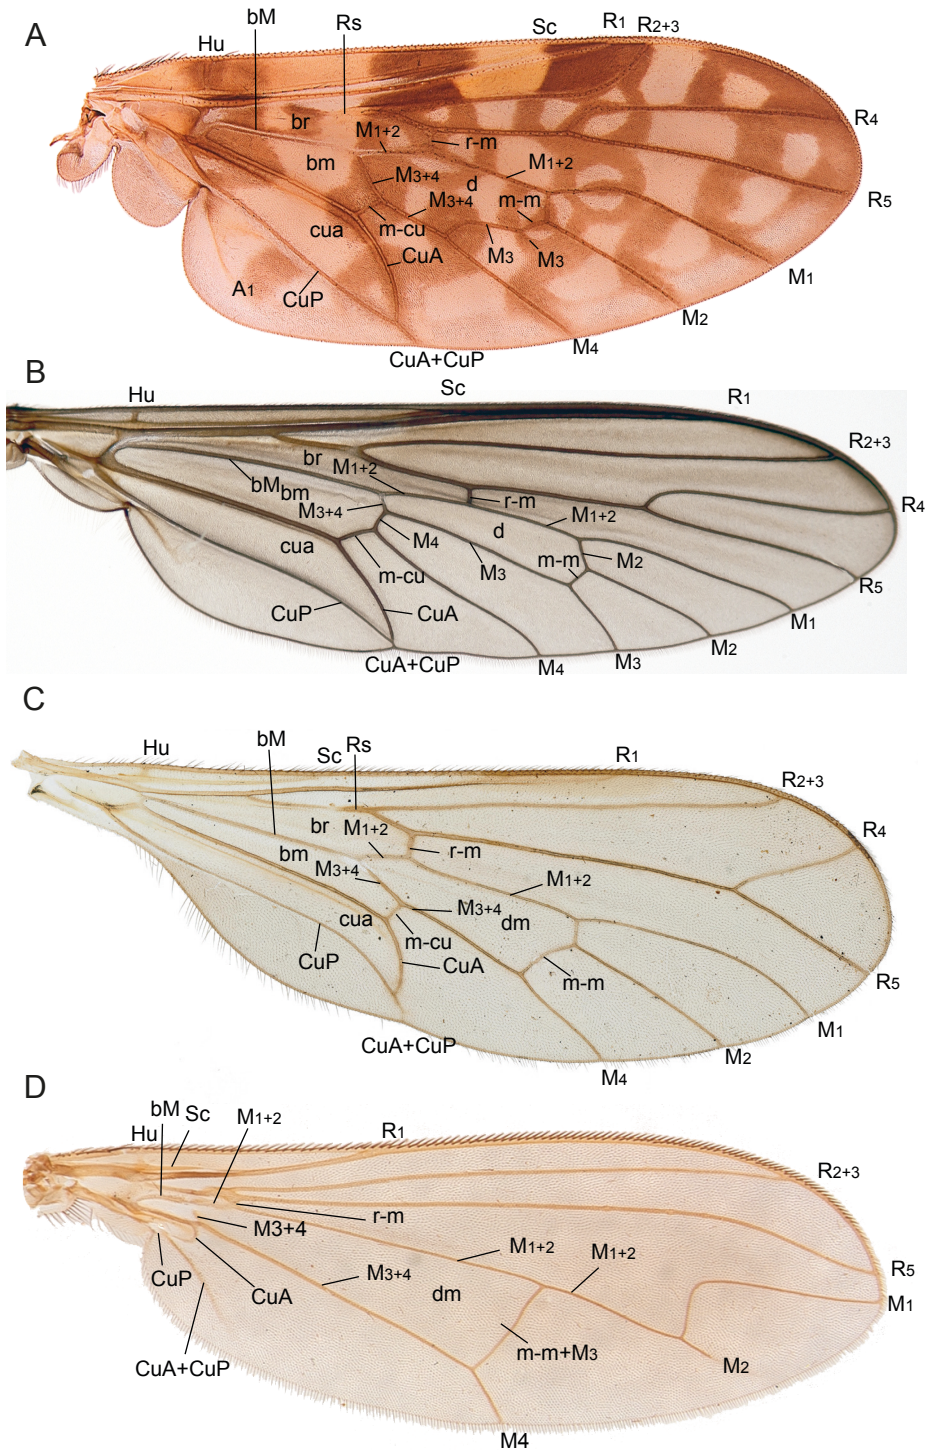 A
bM
Rs
Sc
R1
R2+3
Hu
br
M1+2
r-m
R4
bm
M1+2
M3+4
d
M3+4
m-m
R5
cua
m-cu
CuA
M3
M3
M1
A1
CuP
M2
M4
CuA+CuP
B
Hu
Sc
R1
R2+3
br
M1+2
bM
bm
r-m
R4
M3+4
M1+2
d
M4
cua
m-cu
M3
m-m
M2
R5
CuP
CuA
M1
M2
CuA+CuP
M4
M3
C
bM
Hu
Sc
Rs
R1
R2+3
br
M1+2
R4
bm
r-m
M3+4
M1+2
M3+4
dm
cua
m-cu
CuP
CuA
m-m
R5
M1
CuA+CuP
M2
M4
D
bM
Sc
M1+2
Hu
R1
R2+3
M3+4
r-m
M1+2
M1+2
CuP
M3+4
R5
CuA
dm
M1
m-m+M3
CuA+CuP
M2
M4